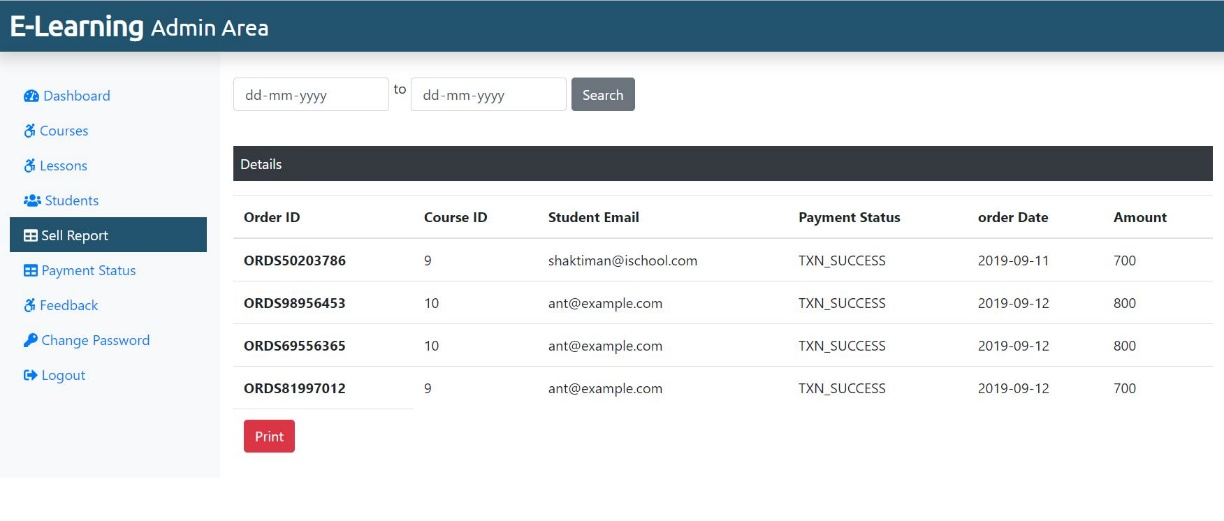 E-Learning Admin Area
Dashboard
Courses
Lessons
Students
Sell Report
Payment Status
Feedback
Change Password
Logout
dd-mm-yyyy to dd-mm-yyyy Search
Details
Order ID Course ID Student Email Payment Status order Date Amount
ORDS50203786 9 shaktiman@ischool.com TXN_SUCCESS 2019-09-11 700
ORDS98956453 10 ant@example.com TXN_SUCCESS 2019-09-12 800
ORDS69556365 10 ant@example.com TXN_SUCCESS 2019-09-12 800
ORDS81997012 9 ant@example.com TXN_SUCCESS 2019-09-12 700
Print